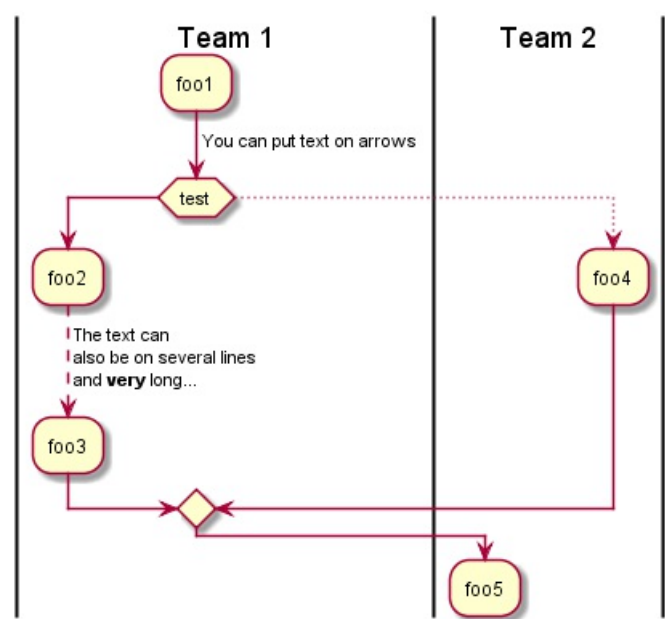 Team 1
Team 2
foo1
You can put text on arrows
test
foo2
foo4
The text can
also be on several lines
and very long...
foo3
foo5